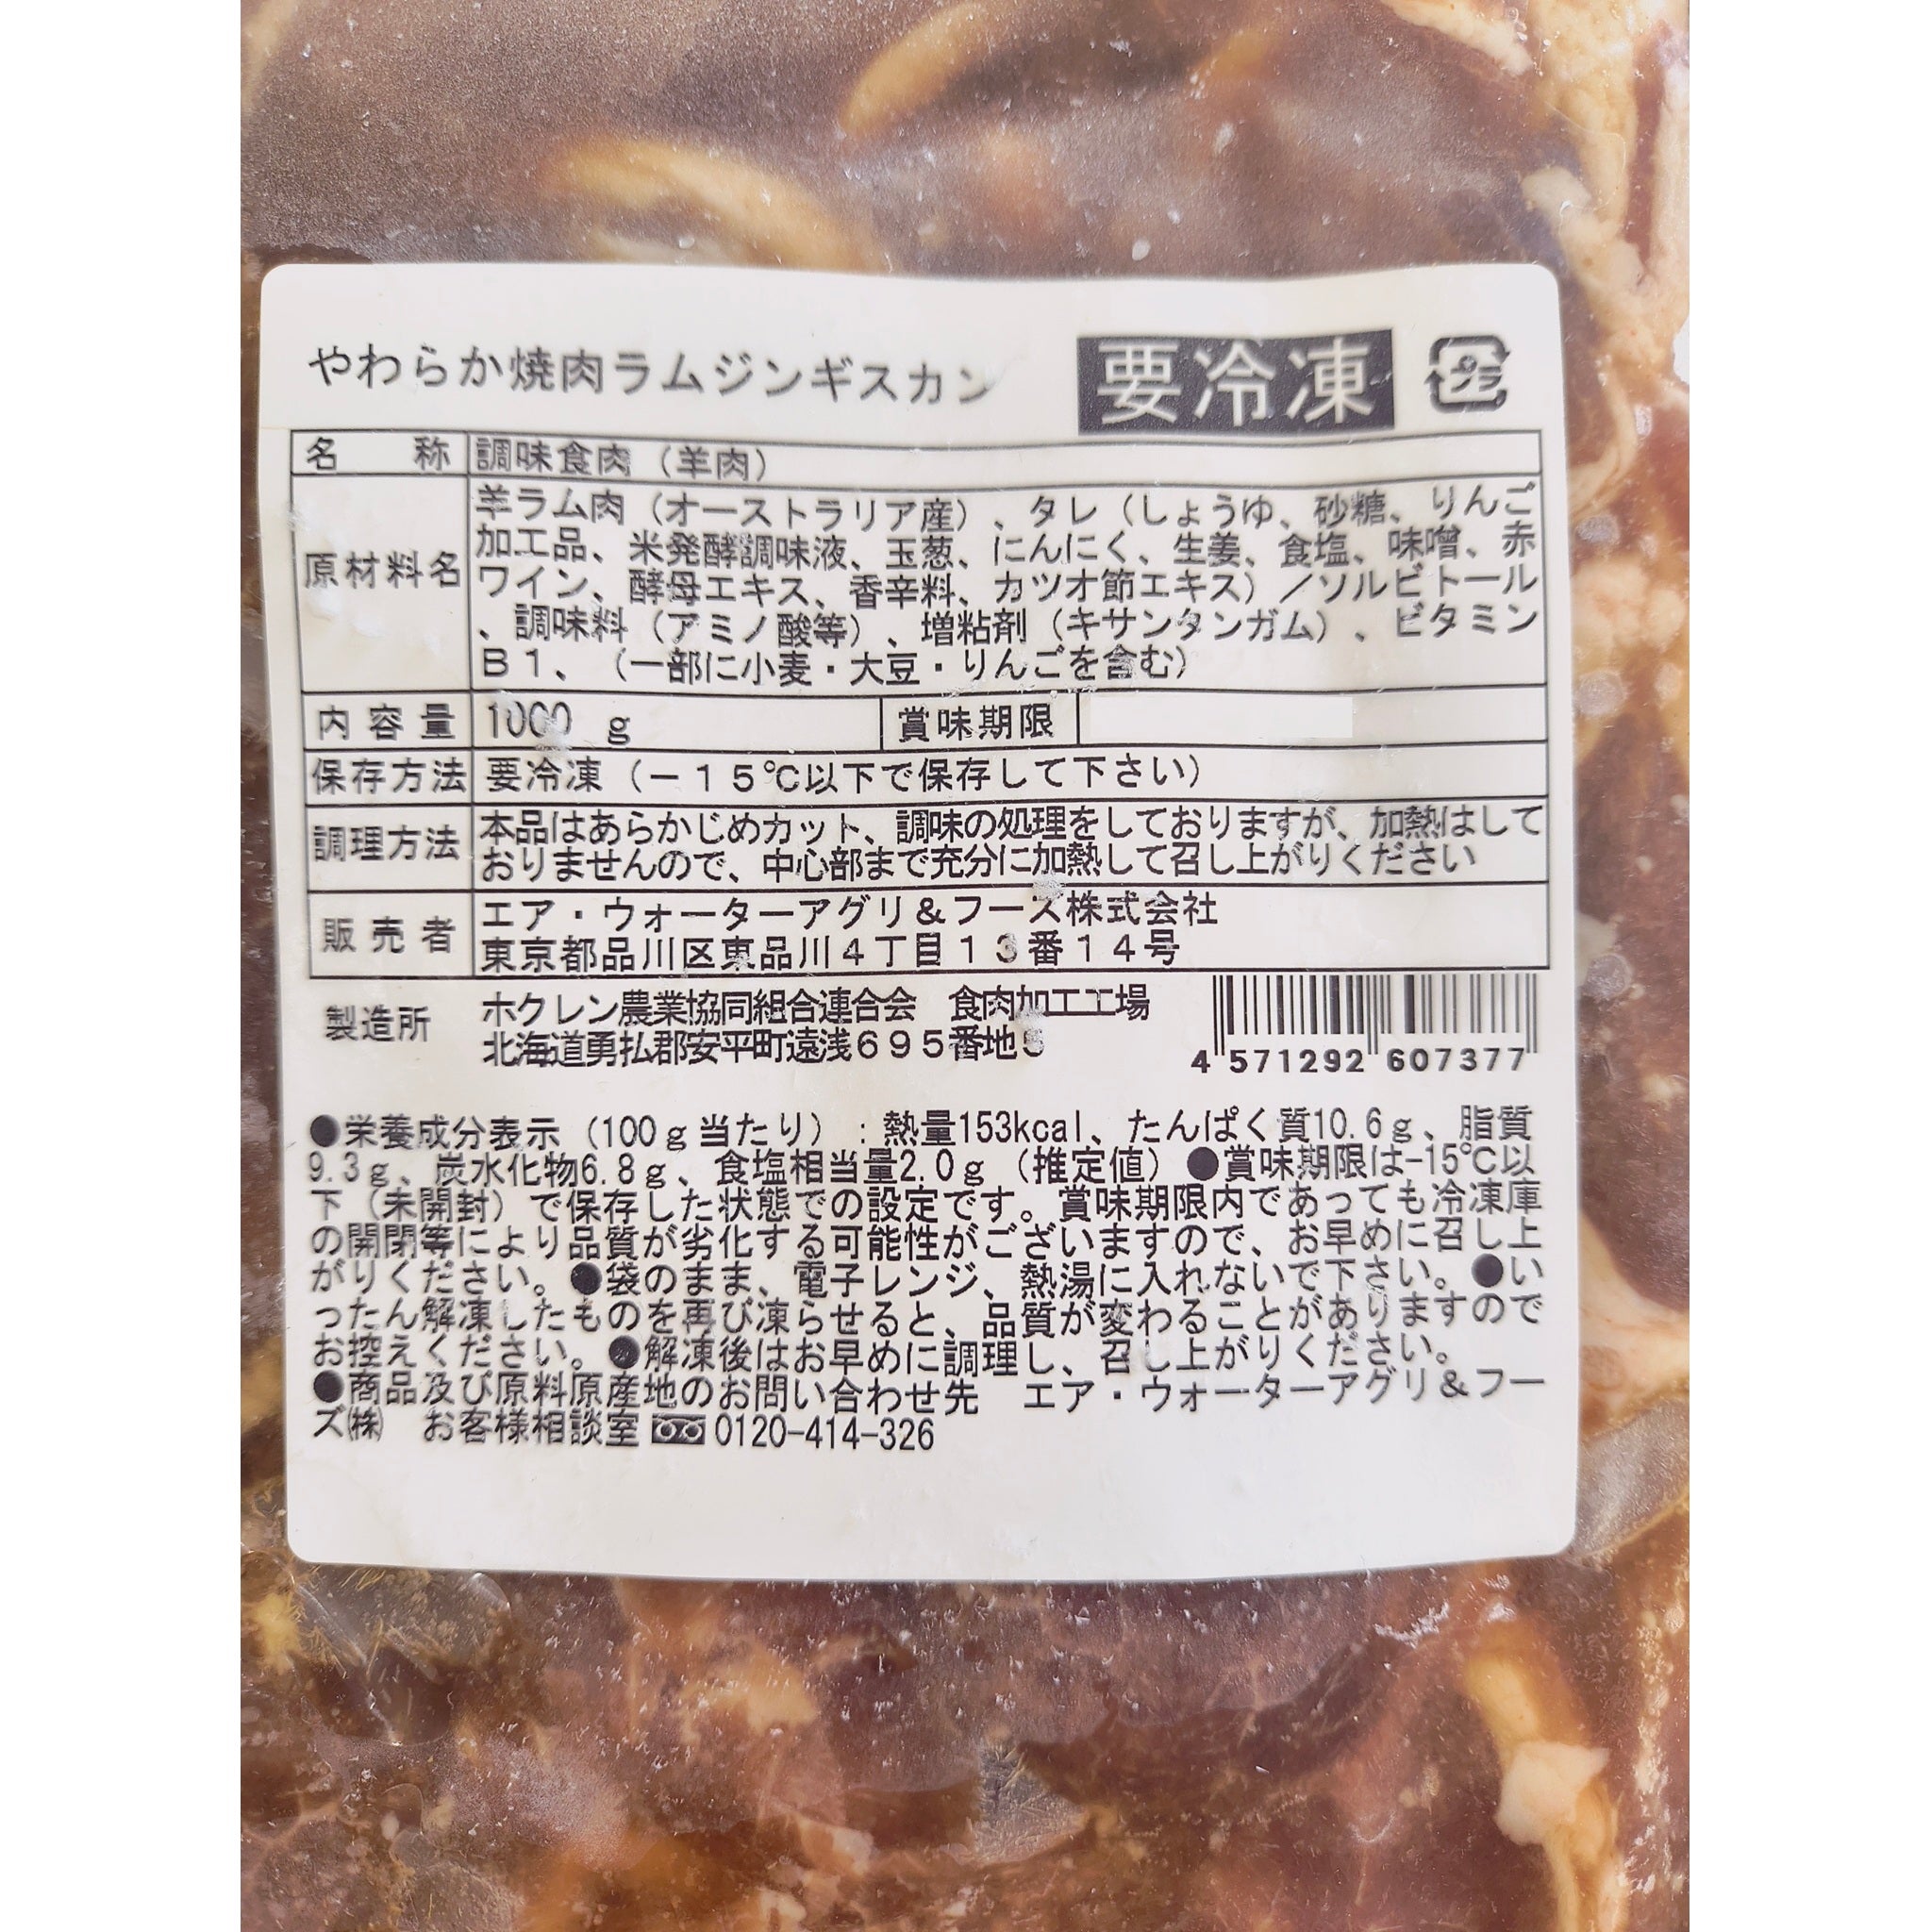 やわらか焼肉ラムジンギスカン 要冷凍 プラ
名称 調味食肉（羊肉）
原材料名 羊ラム肉（オーストラリア産）、タレ（しょうゆ、砂糖、りんご
加工品、米発酵調味液、玉葱、にんにく、生姜、食塩、味噌、赤
ワイン、酵母エキス、香辛料、カツオ節エキス）／ソルビトール
、調味料（アミノ酸等）、増粘剤（キサンタンガム）、ビタミン
B1、（一部に小麦・大豆・りんごを含む）
内容量 1000 g 賞味期限
保存方法 要冷凍（－１５℃以下で保存して下さい）
調理方法 本品はあらかじめカット、調味の処理をしておりますが、加熱はして
おりませんので、中心部まで充分に加熱して召し上がりください
販売者 エア・ウォーターアグリ＆フーズ株式会社
東京都品川区東品川４丁目１３番１４号
製造所 ホクレン農業協同組合連合会 食肉加工工場
北海道勇払郡安平町遠浅６９５番地５
4 571292 607377
●栄養成分表示（100ｇ当たり）：熱量153kcal、たんぱく質10.6ｇ、脂質
9.3ｇ、炭水化物6.8ｇ、食塩相当量2.0ｇ（推定値）●賞味期限は-15℃以
下（未開封）で保存した状態での設定です。賞味期限内であっても冷凍庫
の開閉等により品質が劣化する可能性がございますので、お早めに召し上
がりください。●袋のまま、電子レンジ、熱湯に入れないで下さい。●い
ったん解凍したものを再び凍らせると、品質が変わることがありますので
お控えください。●解凍後はお早めに調理し、召し上がりください。
●商品及び原料原産地のお問い合わせ先 エア・ウォーターアグリ＆フー
ズ㈱ お客様相談室 0120-414-326